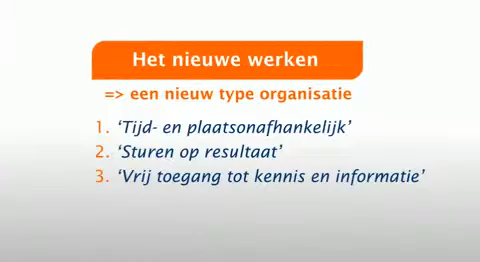 Het nieuwe werken
=> een nieuw type organisatie
1. ‘Tijd- en plaatsonafhankelijk’
2. ‘Sturen op resultaat’
3. ‘Vrij toegang tot kennis en informatie’